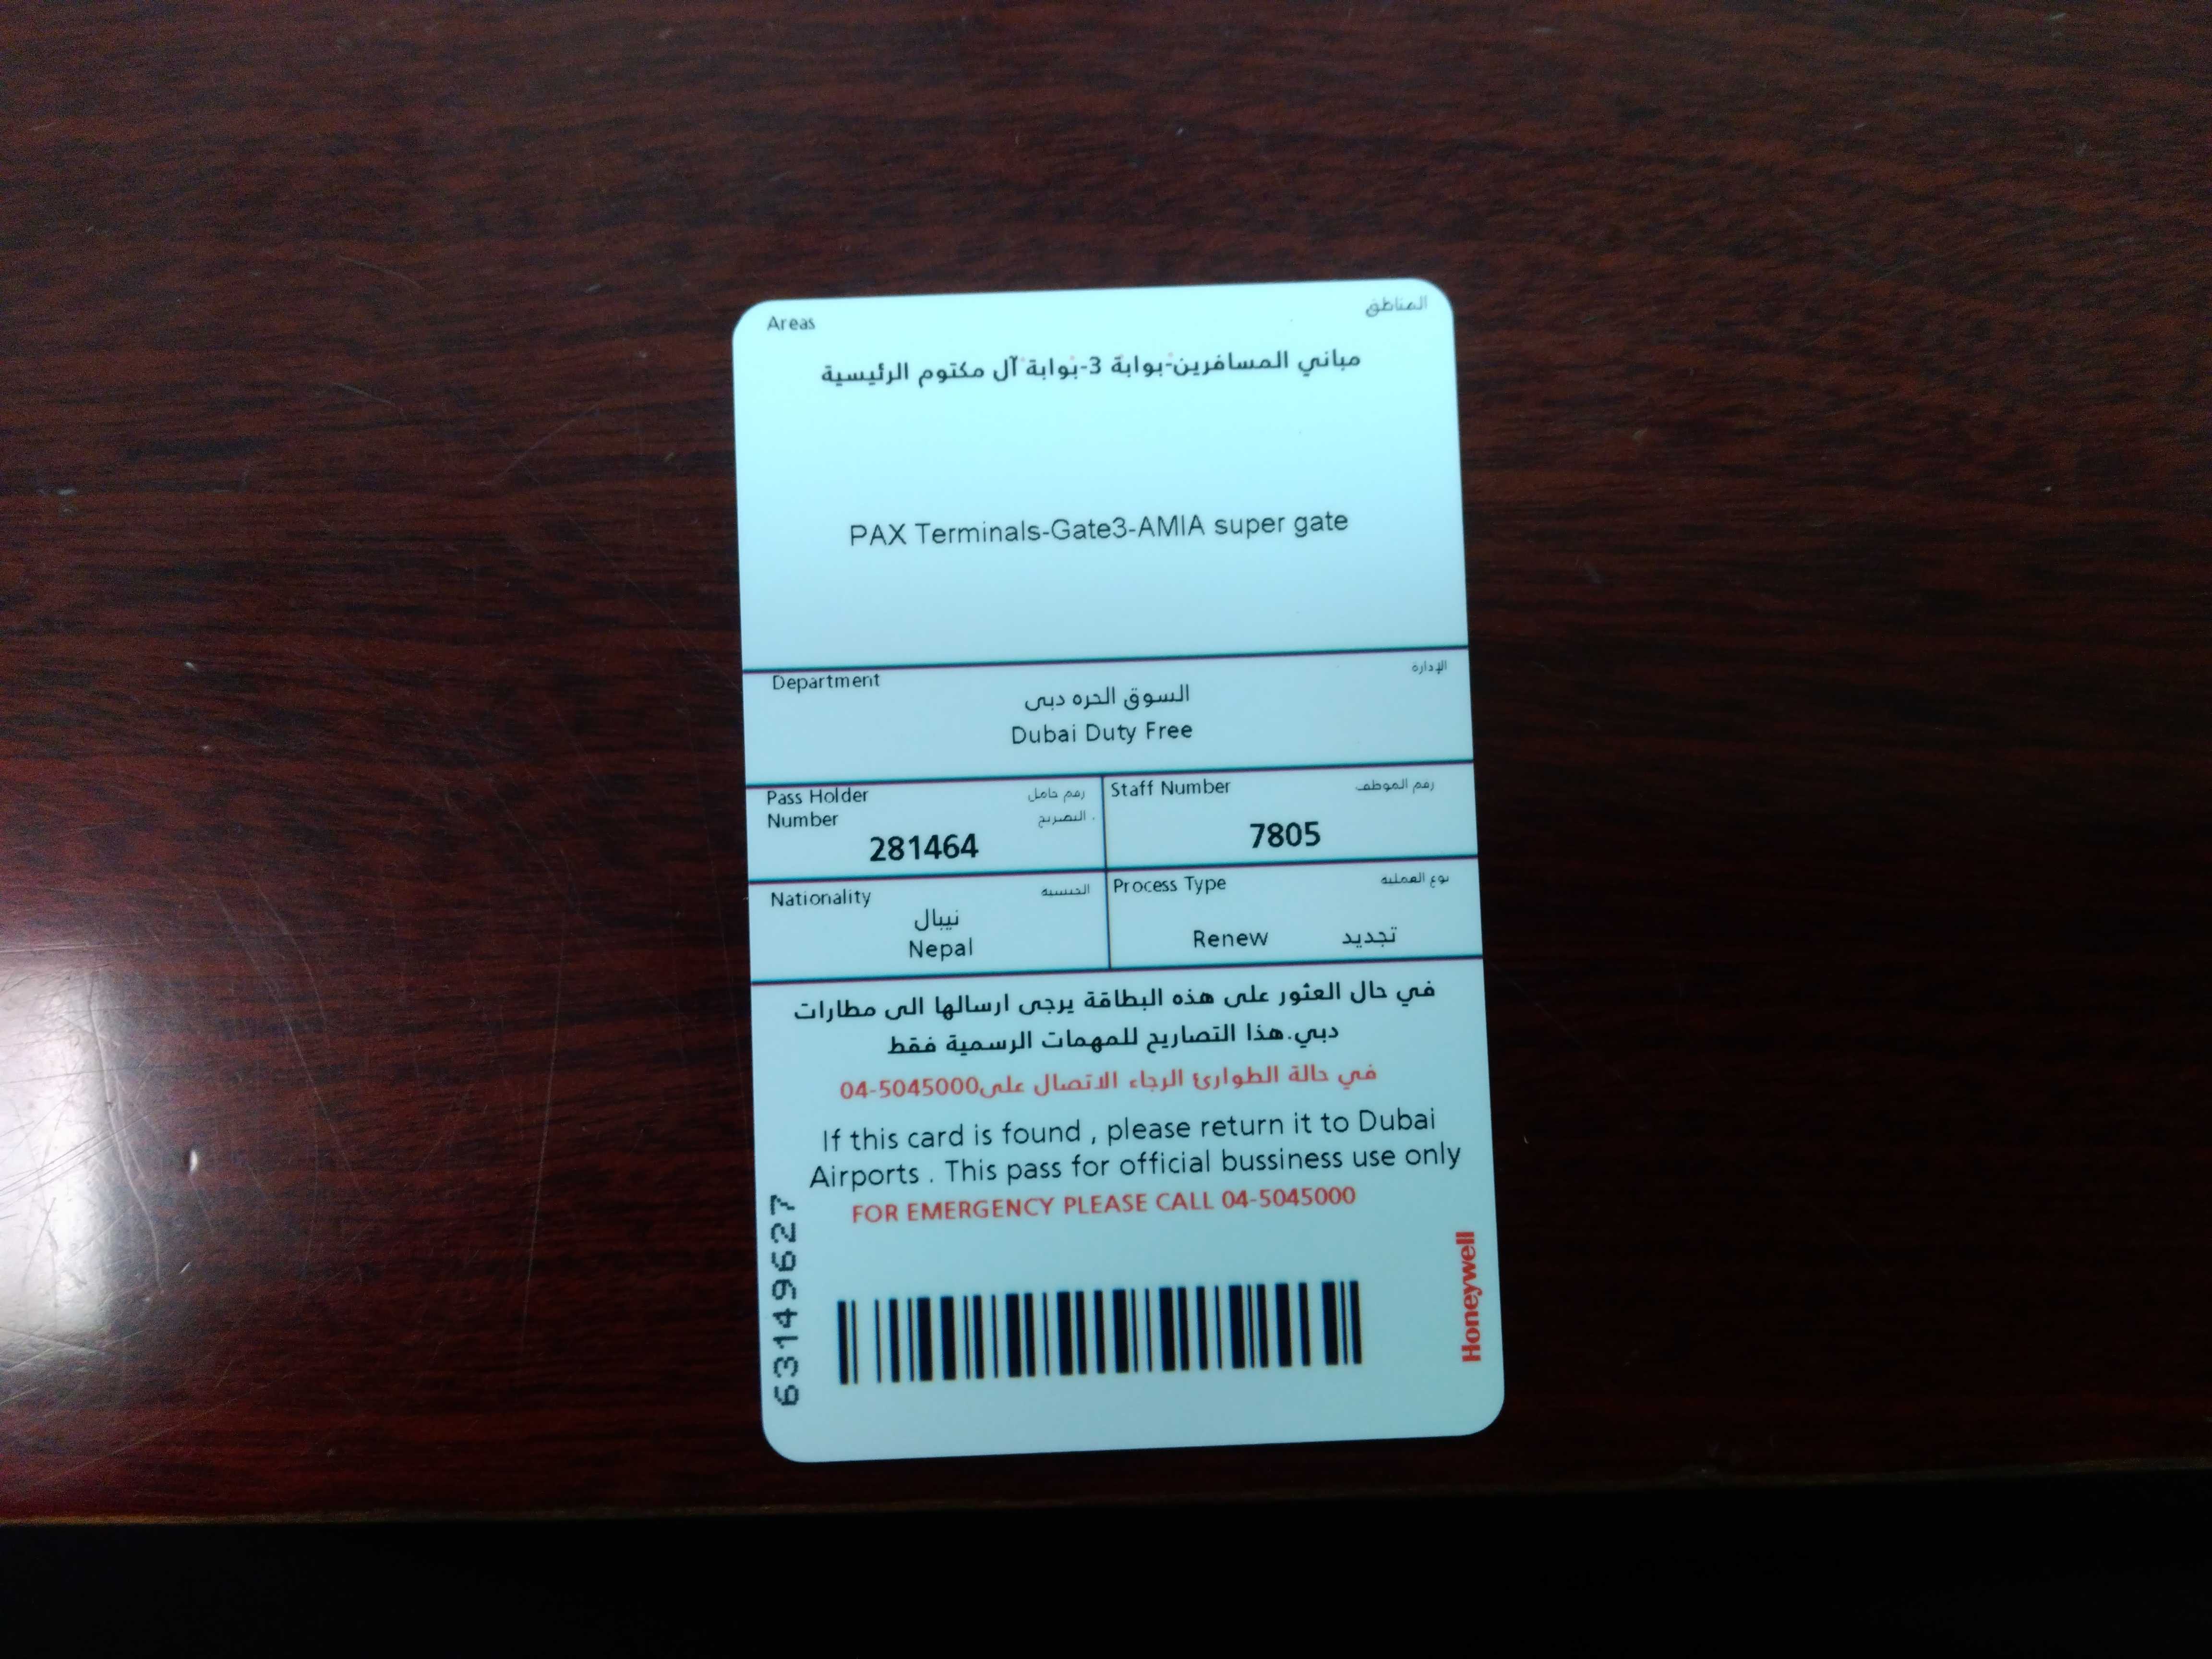 Areas المناطق
مباني المسافرين-بوابة 3-بوابة آل مكتوم الرئيسية
PAX Terminals-Gate3-AMIA super gate
Department الإدارة
السوق الحره دبى
Dubai Duty Free
Pass Holder رقم حامل
Number التصريح
281464
Staff Number رقم الموظف
7805
Nationality الجنسية
نيبال
Nepal
Process Type نوع العملية
Renew تجديد
في حال العثور على هذه البطاقة يرجى ارسالها الى مطارات
دبي.هذا التصاريح للمهمات الرسمية فقط
في حالة الطوارئ الرجاء الاتصال على04-5045000
If this card is found , please return it to Dubai
Airports . This pass for official bussiness use only
FOR EMERGENCY PLEASE CALL 04-5045000
63149627
Honeywell